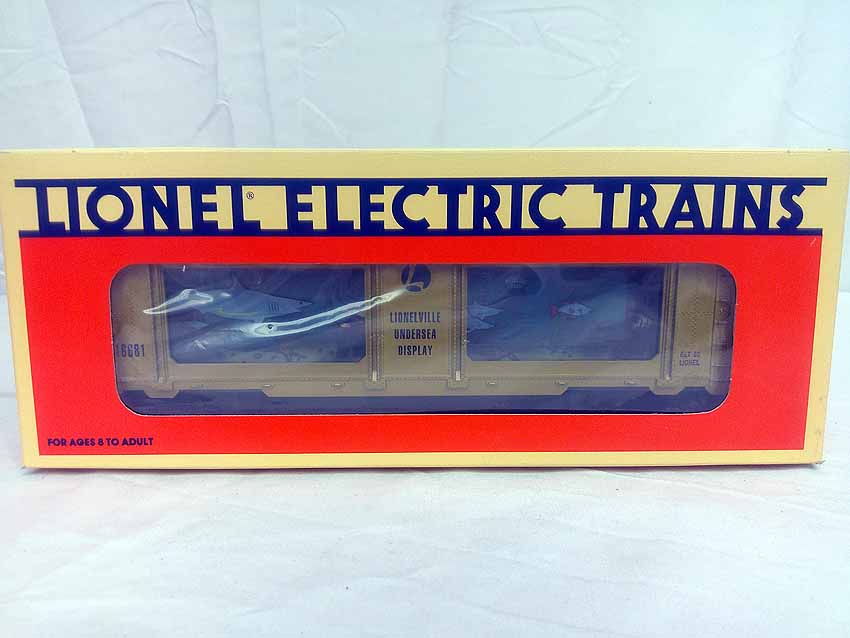 LIONEL® ELECTRIC TRAINS
LIONELVILLE
UNDERSEA
DISPLAY
16681
LIONEL
FOR AGES 8 TO ADULT